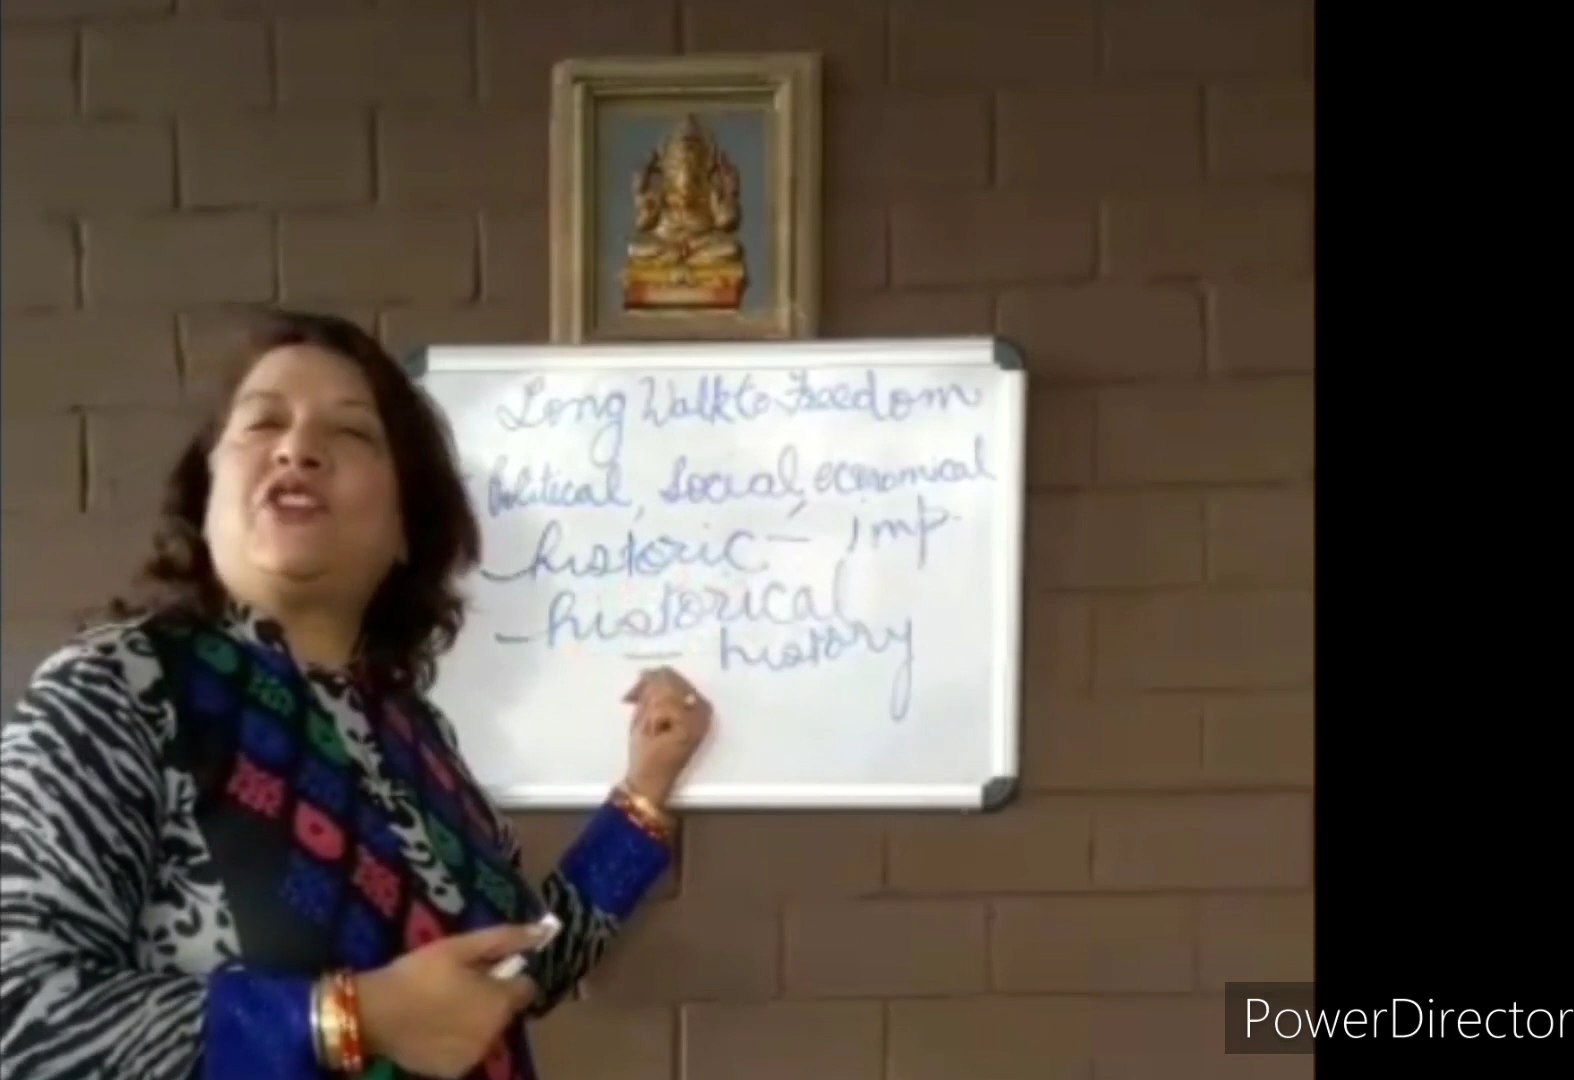 Long Walk to Freedom
Political, Social, economical
- historic - imp.
- historical
- history
PowerDirector